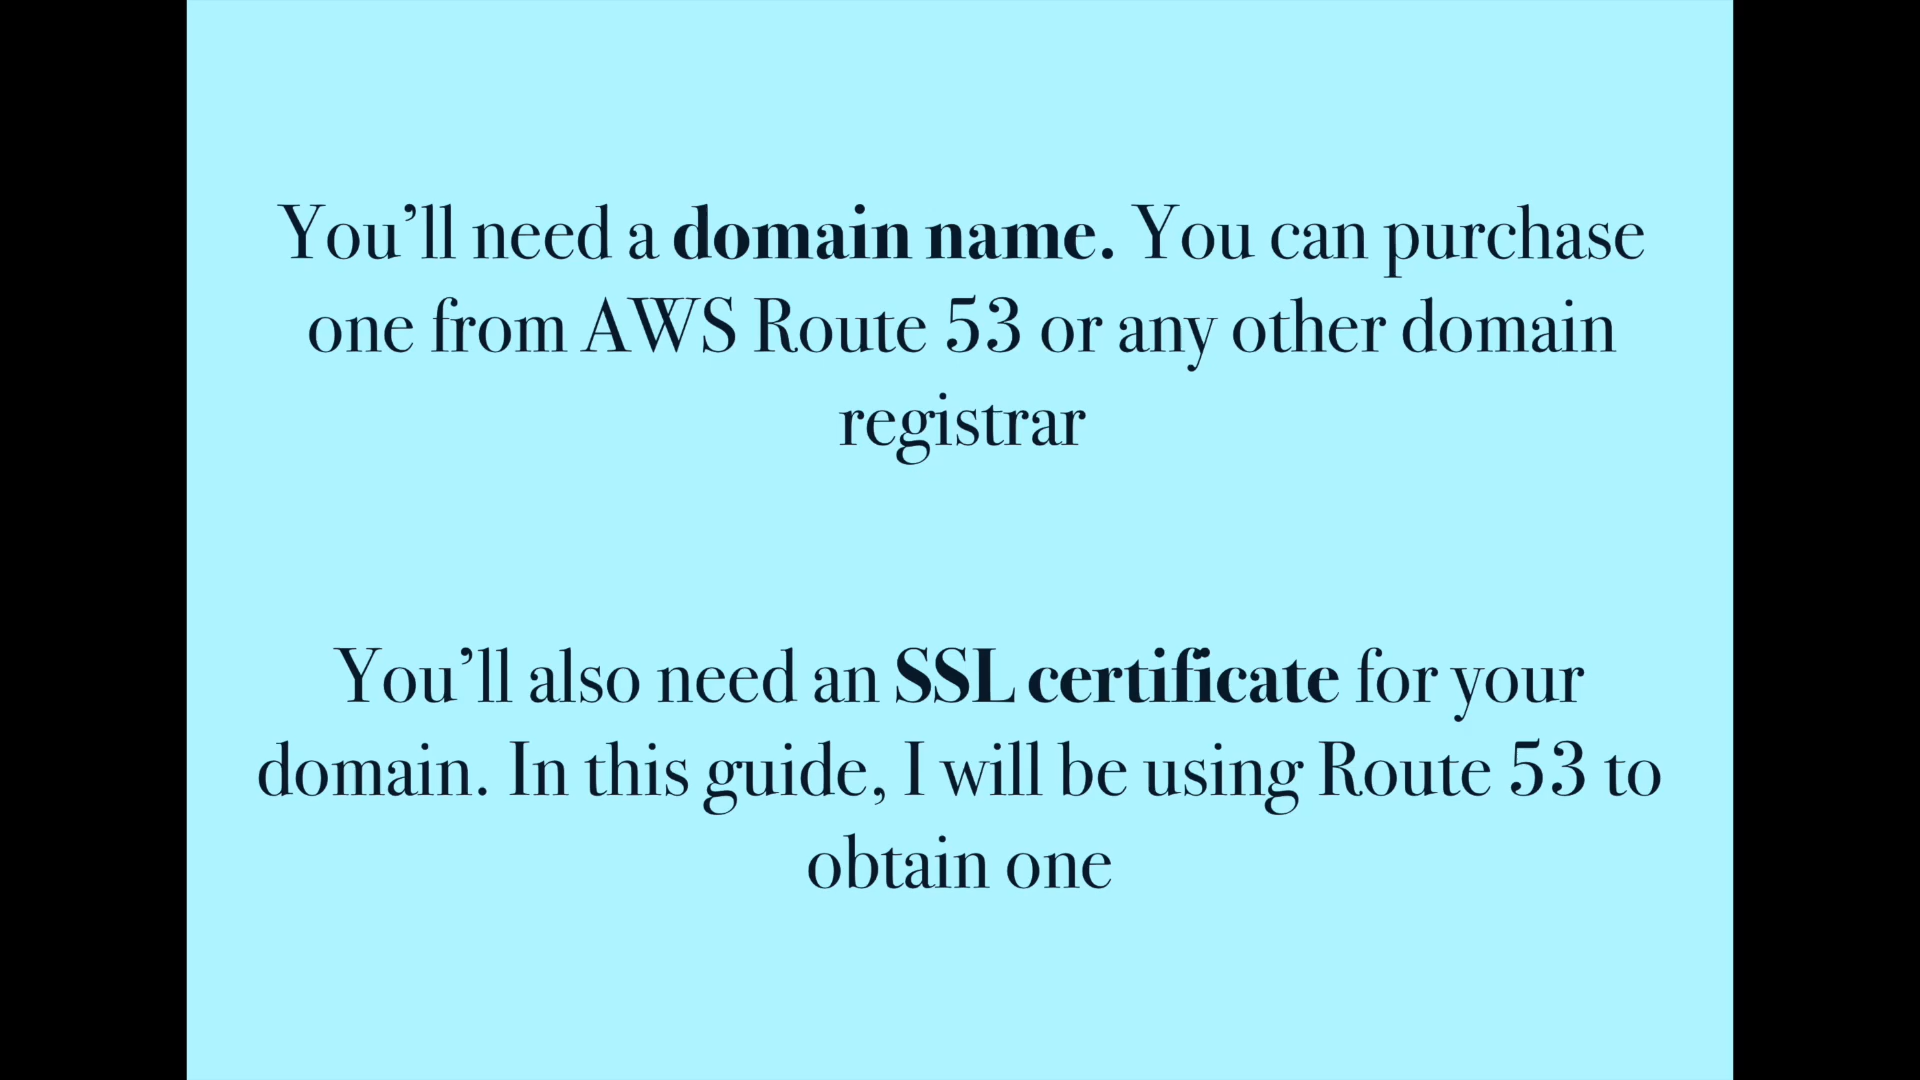 You’ll need a domain name. You can purchase
one from AWS Route 53 or any other domain
registrar
You’ll also need an SSL certificate for your
domain. In this guide, I will be using Route 53 to
obtain one